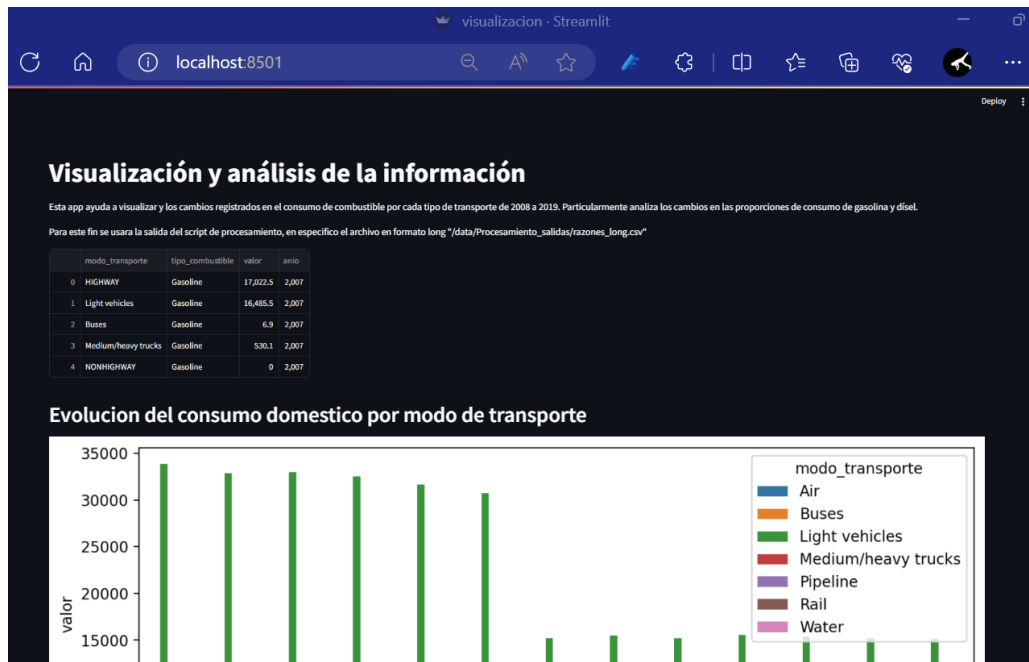 visualizacion - Streamlit
localhost:8501
Deploy
Visualización y análisis de la información
Esta app ayuda a visualizar y los cambios registrados en el consumo de combustible por cada tipo de transporte de 2008 a 2019. Particularmente analiza los cambios en las proporciones de consumo de gasolina y dísel.
Para este fin se usara la salida del script de procesamiento, en específico el archivo en formato long "/data/Procesamiento_salidas/razones_long.csv"
modo_transporte tipo_combustible valor anio
0 HIGHWAY Gasoline 17,022.5 2,007
1 Light vehicles Gasoline 16,485.5 2,007
2 Buses Gasoline 6.9 2,007
3 Medium/heavy trucks Gasoline 530.1 2,007
4 NONHIGHWAY Gasoline 0 2,007
Evolucion del consumo domestico por modo de transporte
35000
30000
25000
20000
15000
valor
modo_transporte
Air
Buses
Light vehicles
Medium/heavy trucks
Pipeline
Rail
Water